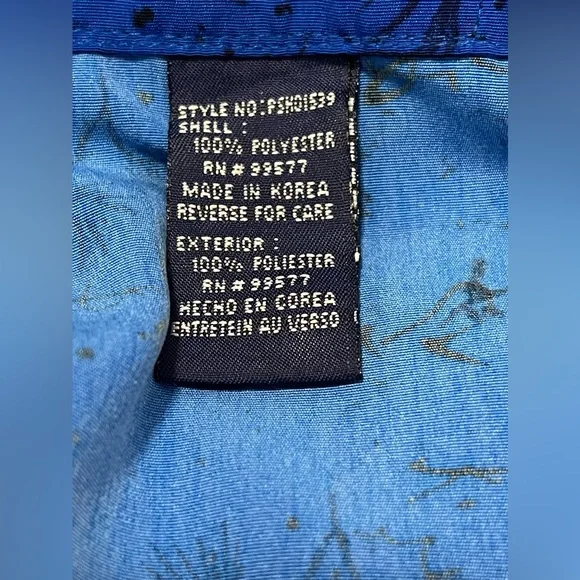 STYLE NO:PSH01539
SHELL :
100% POLYESTER
RN # 99577
MADE IN KOREA
REVERSE FOR CARE
EXTERIOR :
100% POLIESTER
RN # 99577
HECHO EN COREA
ENTRETEIN AU VERSO